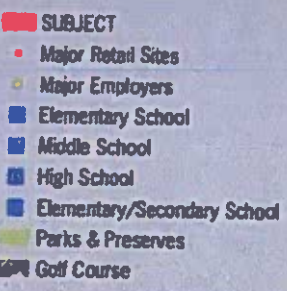 SUBJECT
Major Retail Sites
Major Employers
Elementary School
Middle School
High School
Elementary/Secondary School
Parks & Preserves
Golf Course